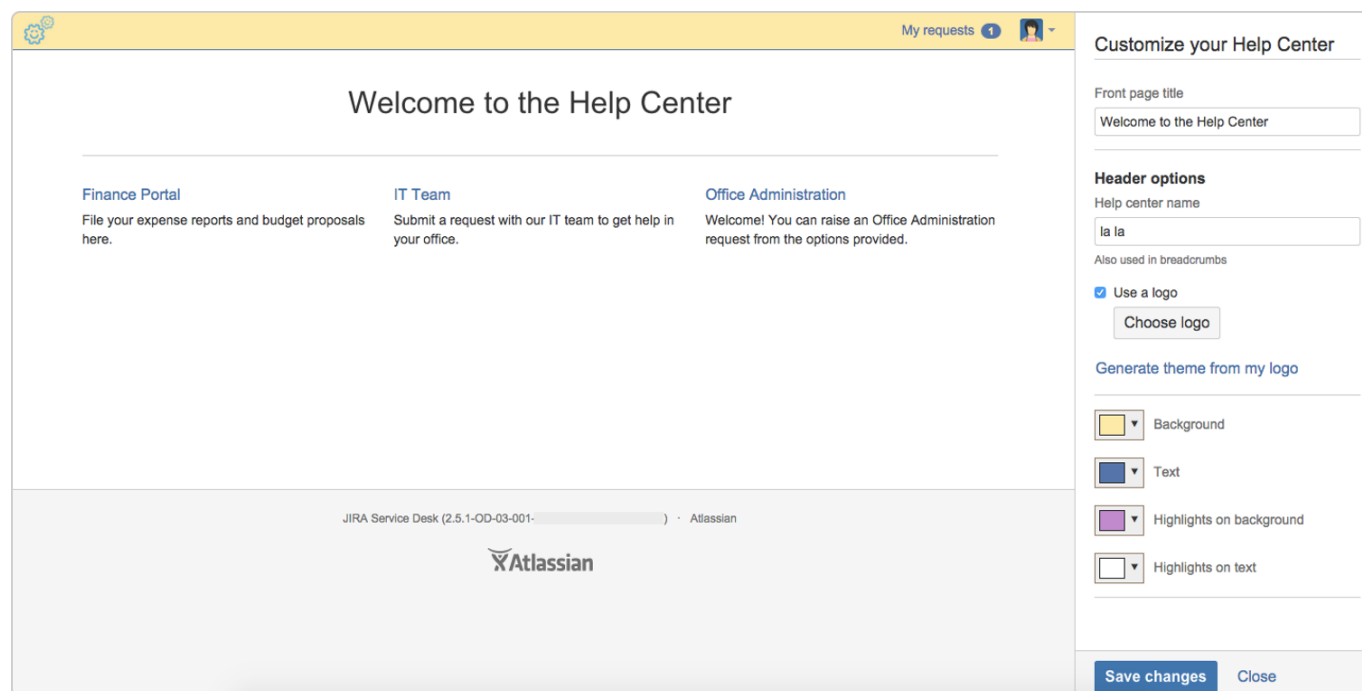 My requests 1
Welcome to the Help Center
Finance Portal
File your expense reports and budget proposals
here.
IT Team
Submit a request with our IT team to get help in
your office.
Office Administration
Welcome! You can raise an Office Administration
request from the options provided.
JIRA Service Desk (2.5.1-OD-03-001- ) · Atlassian
Atlassian
Customize your Help Center
Front page title
Welcome to the Help Center
Header options
Help center name
la la
Also used in breadcrumbs
Use a logo
Choose logo
Generate theme from my logo
Background
Text
Highlights on background
Highlights on text
Save changes Close